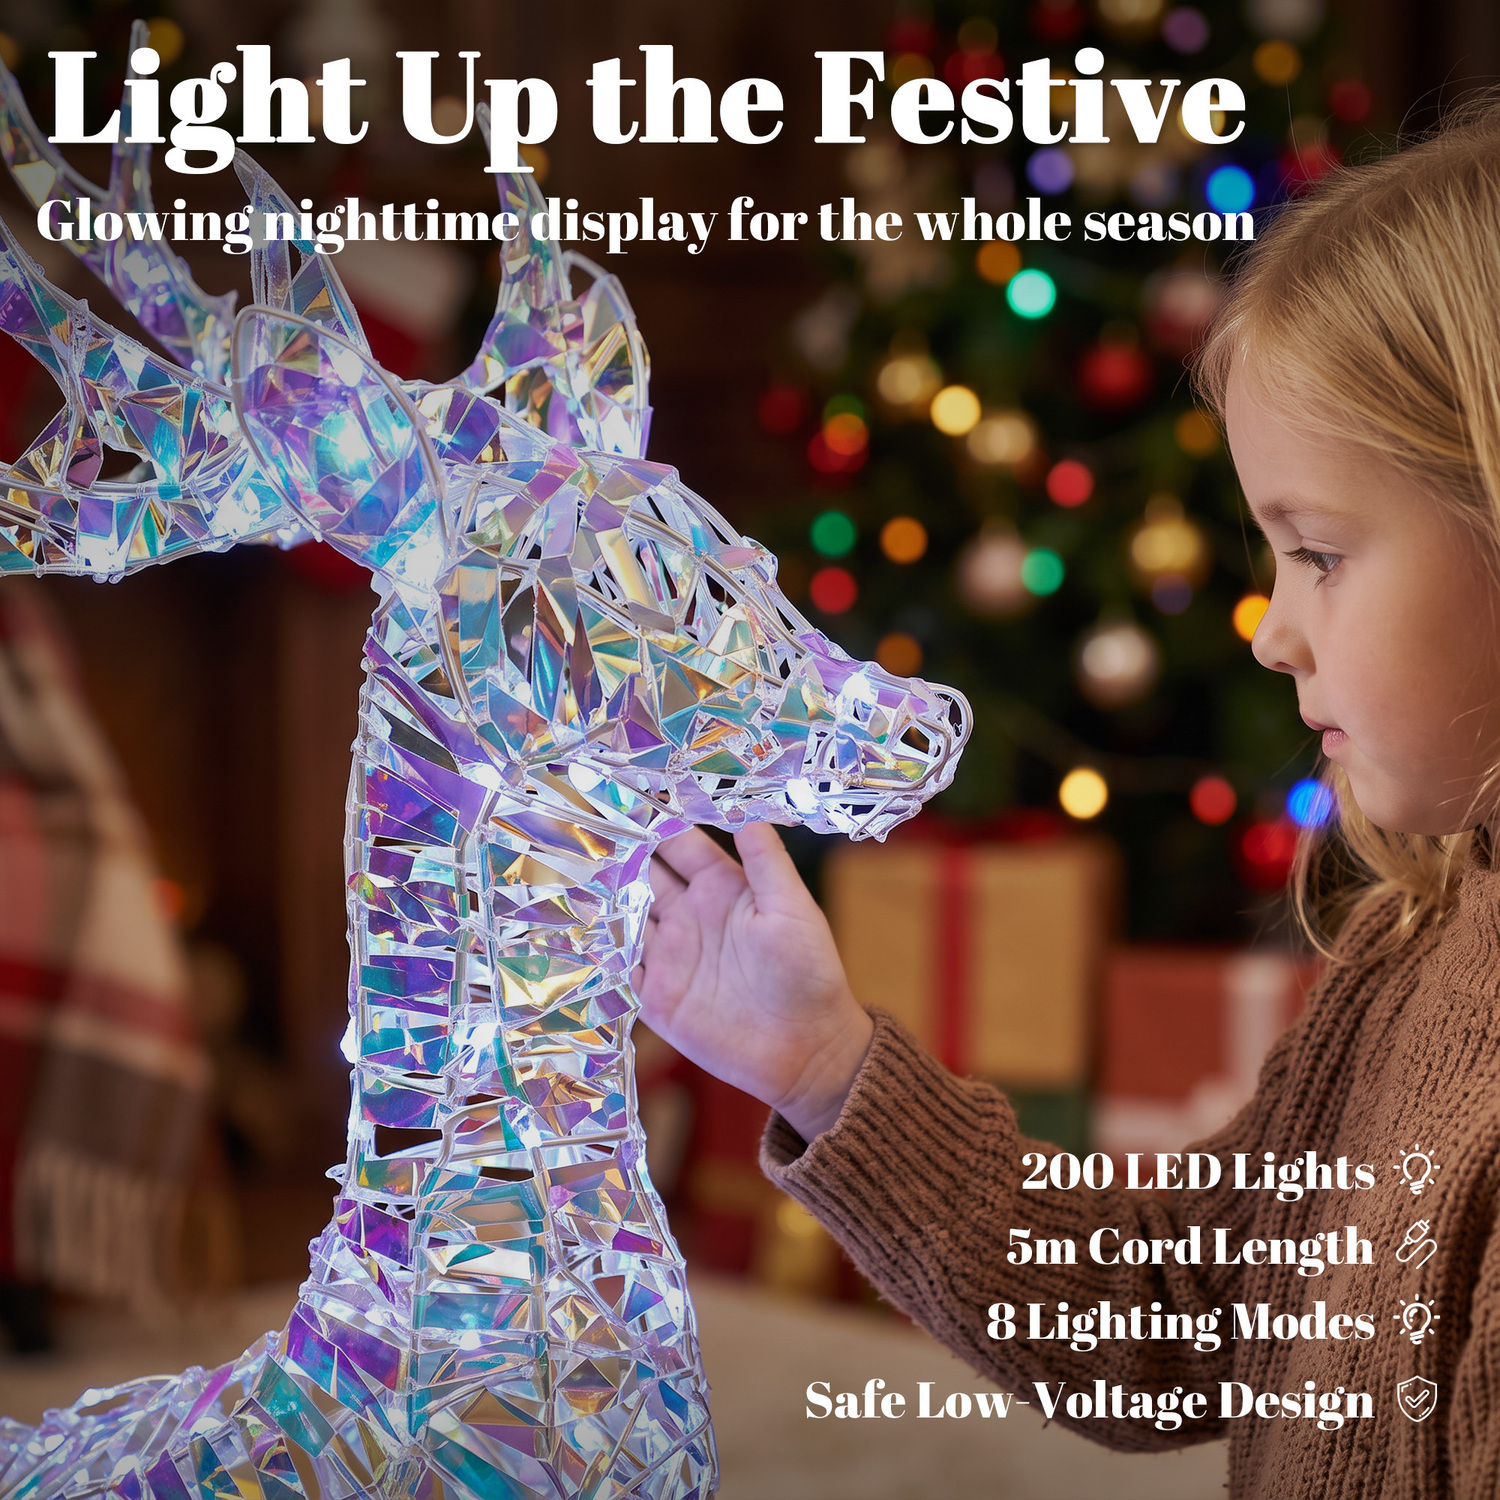 Light Up the Festive
Glowing nighttime display for the whole season
200 LED Lights
5m Cord Length
8 Lighting Modes
Safe Low-Voltage Design